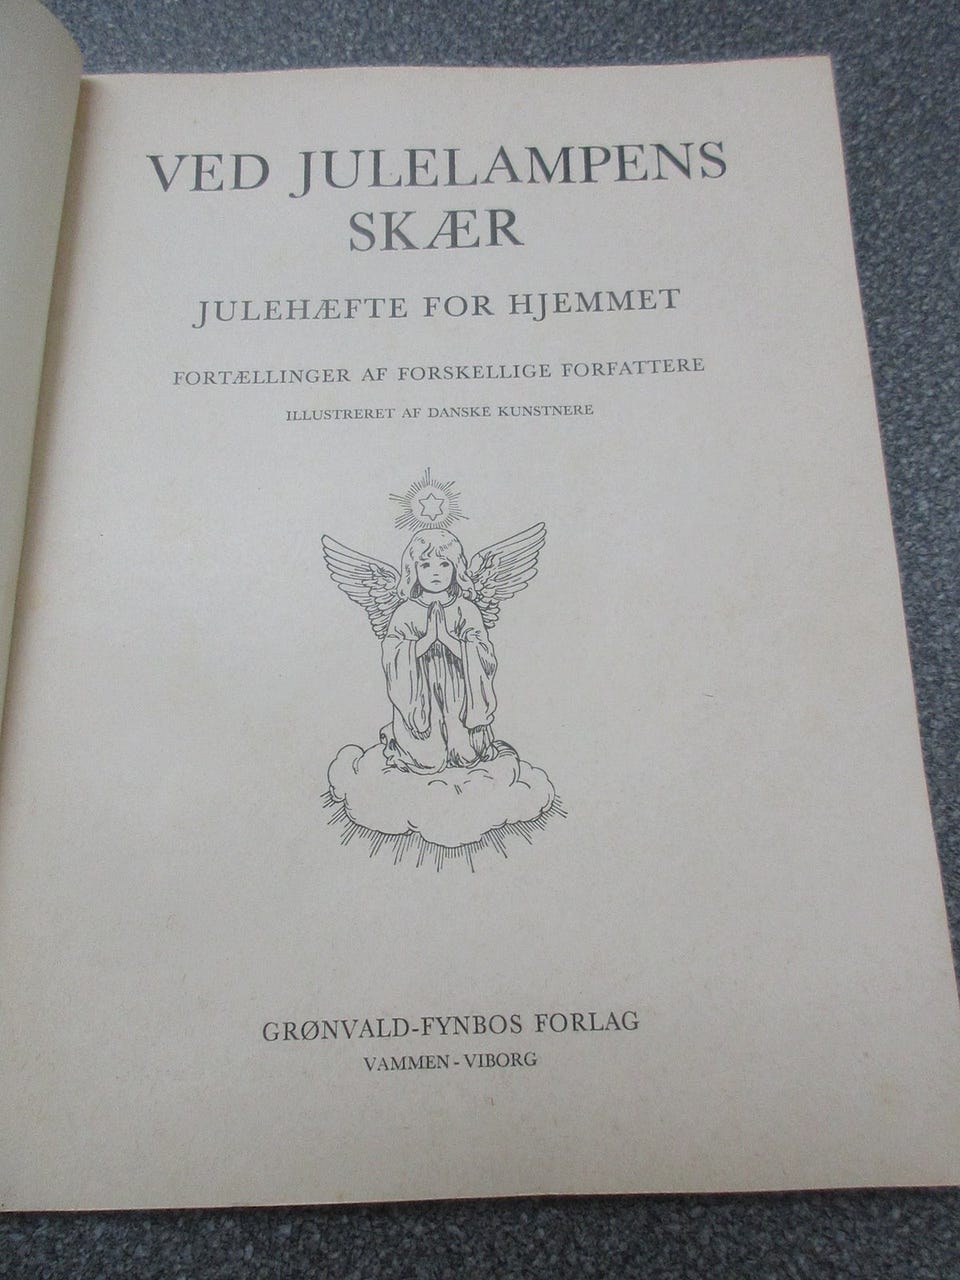 VED JULELAMPENS
SKÆR
JULEHÆFTE FOR HJEMMET
FORTÆLLINGER AF FORSKELLIGE FORFATTERE
ILLUSTRERET AF DANSKE KUNSTNERE
GRØNVALD-FYNBOS FORLAG
VAMMEN - VIBORG